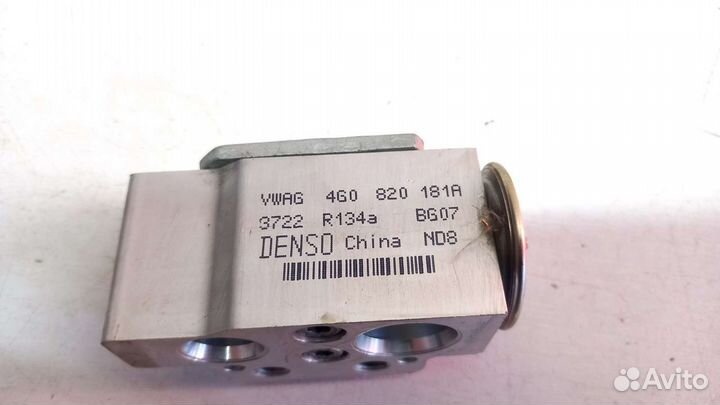 VWAG 4G0 820 181A
3722 R134a BG07
DENSO China ND8
Avito